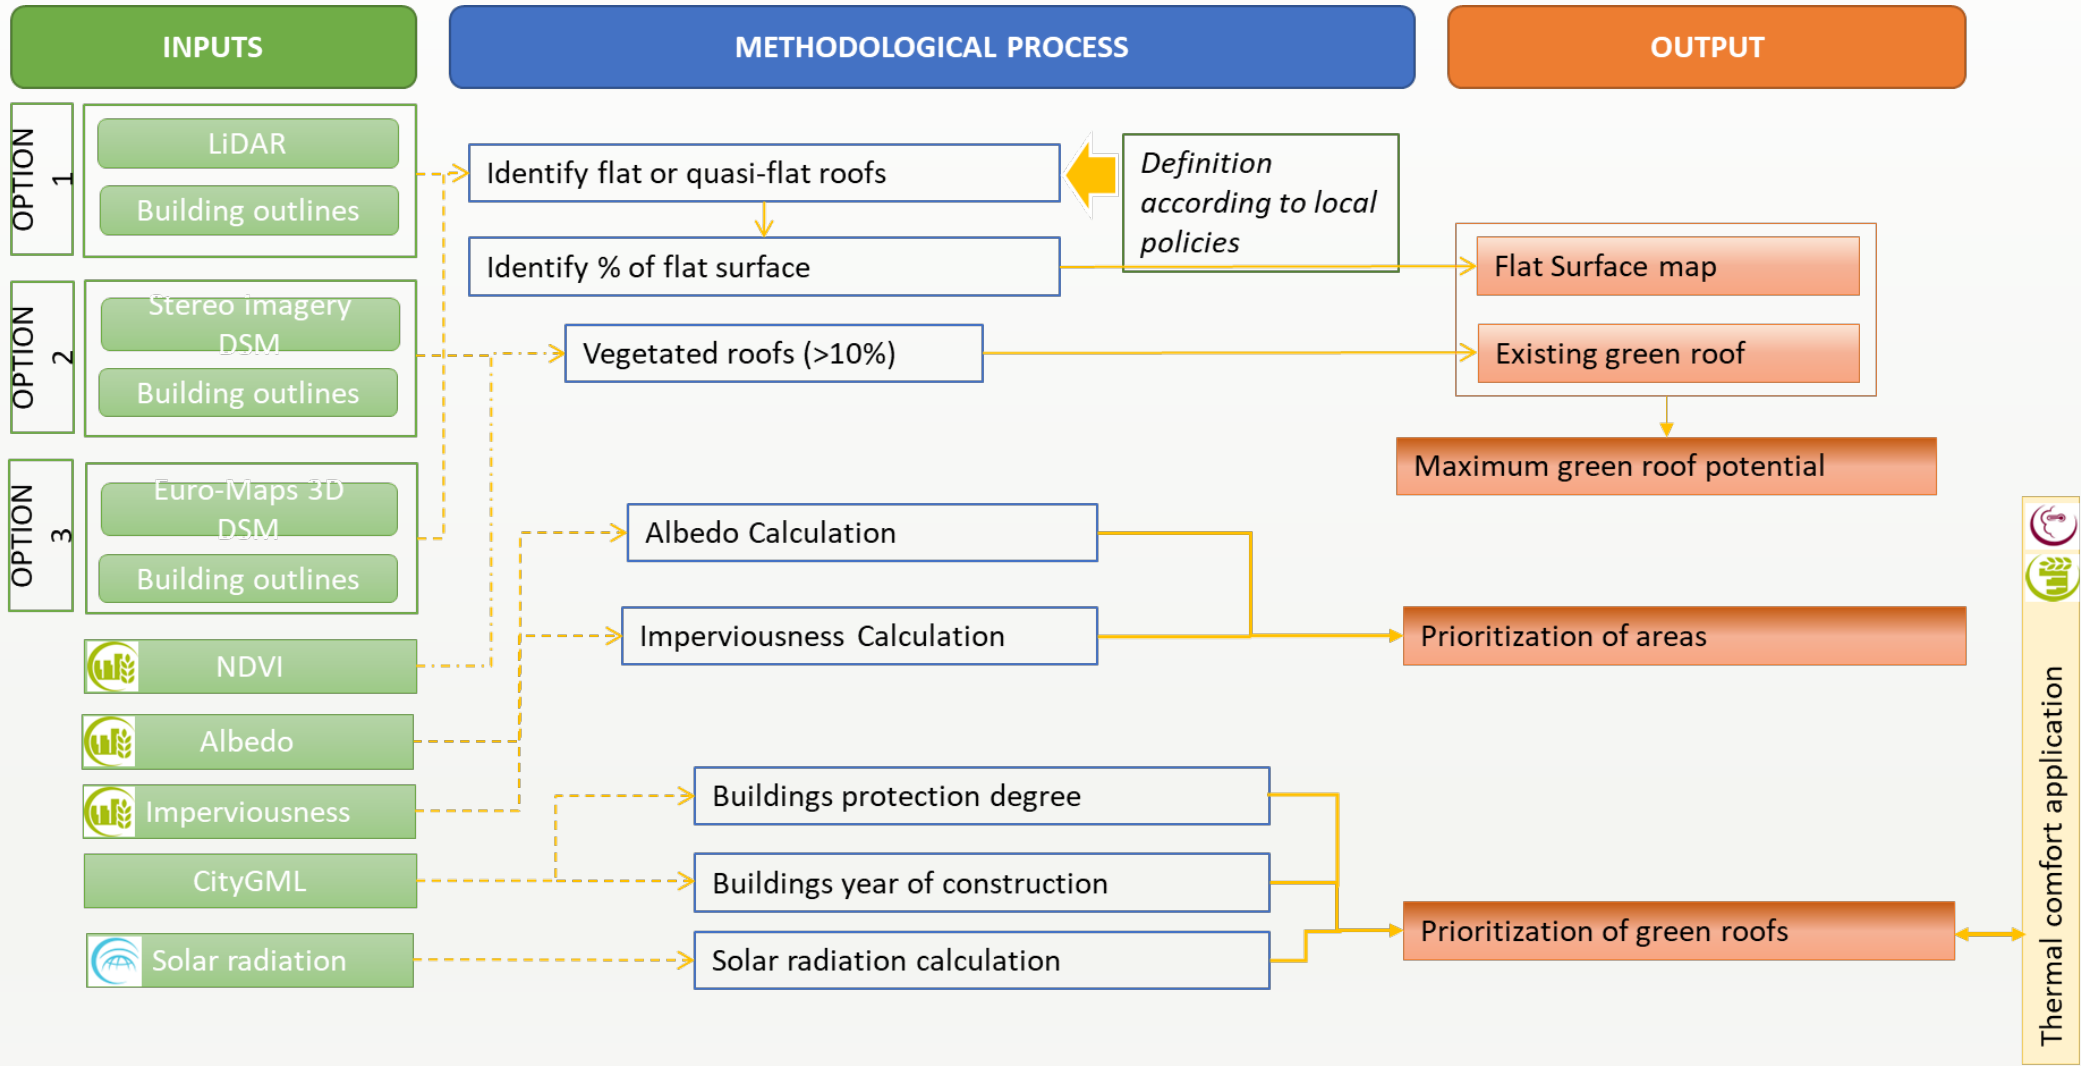 INPUTS
METHODOLOGICAL PROCESS
OUTPUT
OPTION
1
LiDAR
Building outlines
Identify flat or quasi-flat roofs
Definition
according to local
policies
Identify % of flat surface
Flat Surface map
OPTION
2
Stereo imagery
DSM
Building outlines
Vegetated roofs (>10%)
Existing green roof
Maximum green roof potential
OPTION
3
Euro-Maps 3D
DSM
Building outlines
Albedo Calculation
Imperviousness Calculation
Prioritization of areas
NDVI
Albedo
Imperviousness
CityGML
Solar radiation
Buildings protection degree
Buildings year of construction
Solar radiation calculation
Prioritization of green roofs
Thermal comfort application